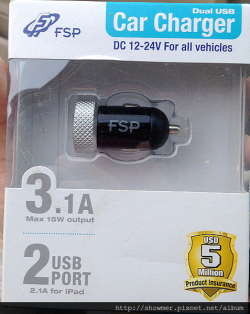 Dual USB
FSP
Car Charger
DC 12-24V For all vehicles
FSP
3.1A
Max 15W output
2 USB
PORT
2.1A for iPad
USD
5
Million
Product Insurance
http://showmer.pixnet.net/album